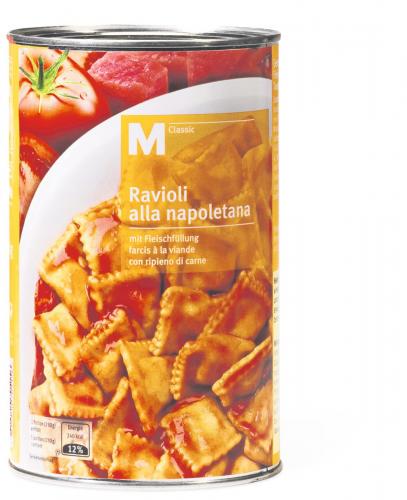 M
Classic
Ravioli
alla napoletana
mit Fleischfüllung
farcis à la viande
con ripieno di carne
Energie
12%